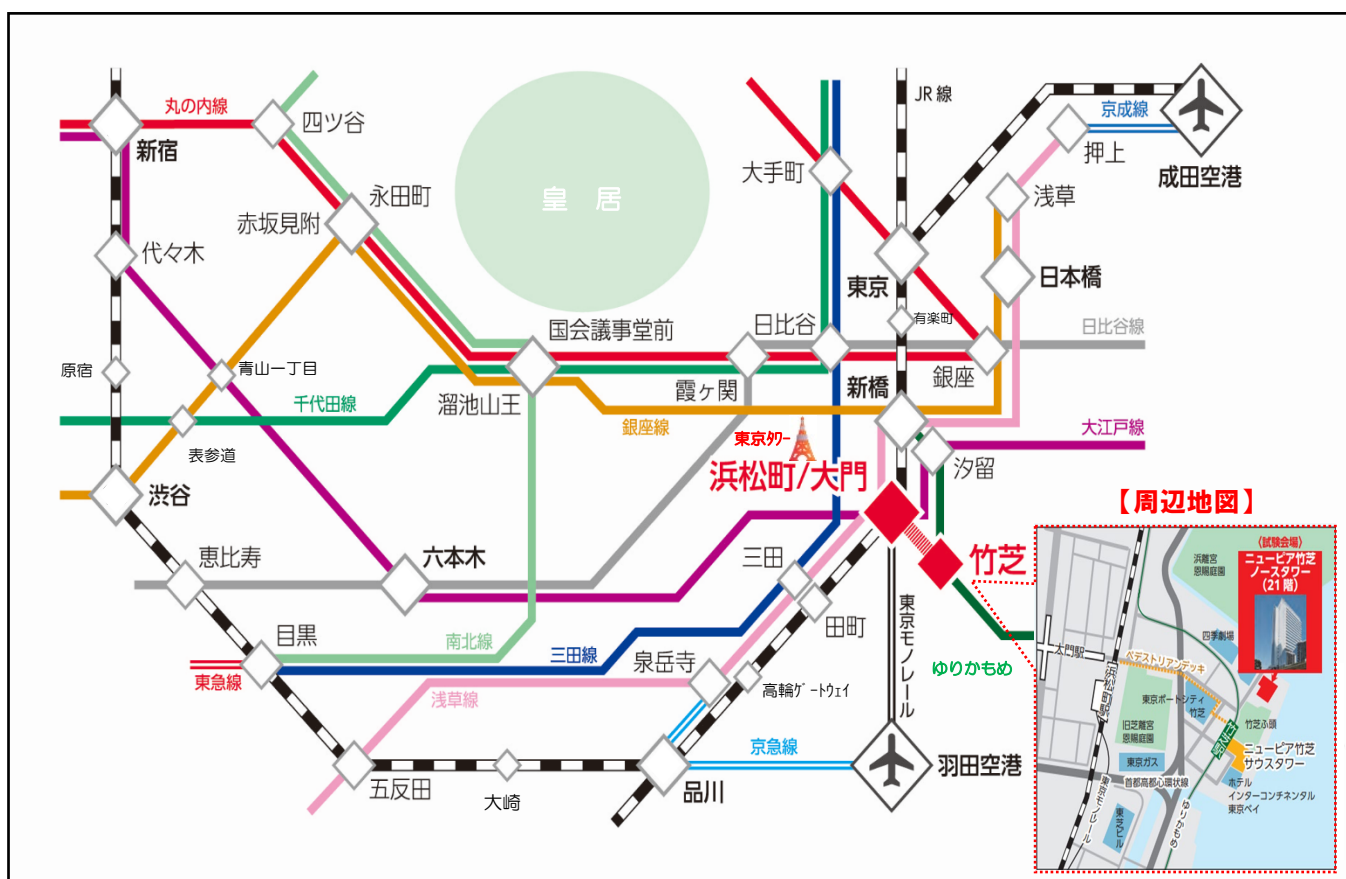 JR線
丸の内線
四ツ谷
京成線
新宿
押上
大手町
成田空港
永田町
皇 居
浅草
赤坂見附
代々木
東京
日本橋
有楽町
国会議事堂前
日比谷
日比谷線
原宿
青山一丁目
銀座
霞ヶ関
新橋
千代田線
溜池山王
銀座線
大江戸線
東京タワー
表参道
汐留
浜松町/大門
渋谷
【周辺地図】
恵比寿
六本木
三田
竹芝
東京モノレール
田町
目黒
南北線
三田線
泉岳寺
ゆりかもめ
東急線
浅草線
高輪ゲートウェイ
京急線
五反田
大崎
品川
羽田空港
〈試験会場〉
ニューピア竹芝
ノースタワー
(21階)
浜離宮
恩賜庭園
四季劇場
大門駅
ペデストリアンデッキ
浜松町駅
東京ポートシティ
竹芝
旧芝離宮
恩賜庭園
竹芝ふ頭
竹芝駅
ニューピア竹芝
サウスタワー
東京ガス
首都高都心環状線
ホテル
インターコンチネンタル
東京ベイ
東京モノレール
東芝ビル
ゆりかもめ